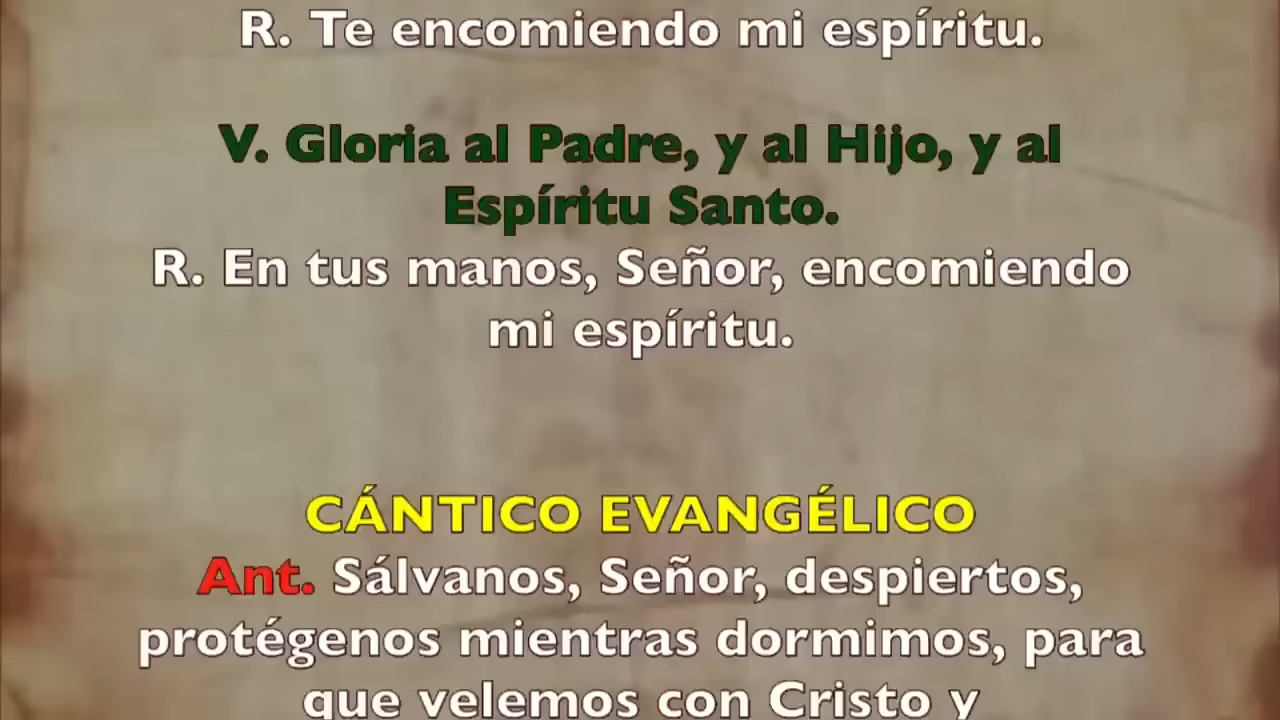 R. Te encomiendo mi espíritu.
V. Gloria al Padre, y al Hijo, y al
Espíritu Santo.
R. En tus manos, Señor, encomiendo
mi espíritu.
CÁNTICO EVANGÉLICO
Ant. Sálvanos, Señor, despiertos,
protégenos mientras dormimos, para
que velemos con Cristo y